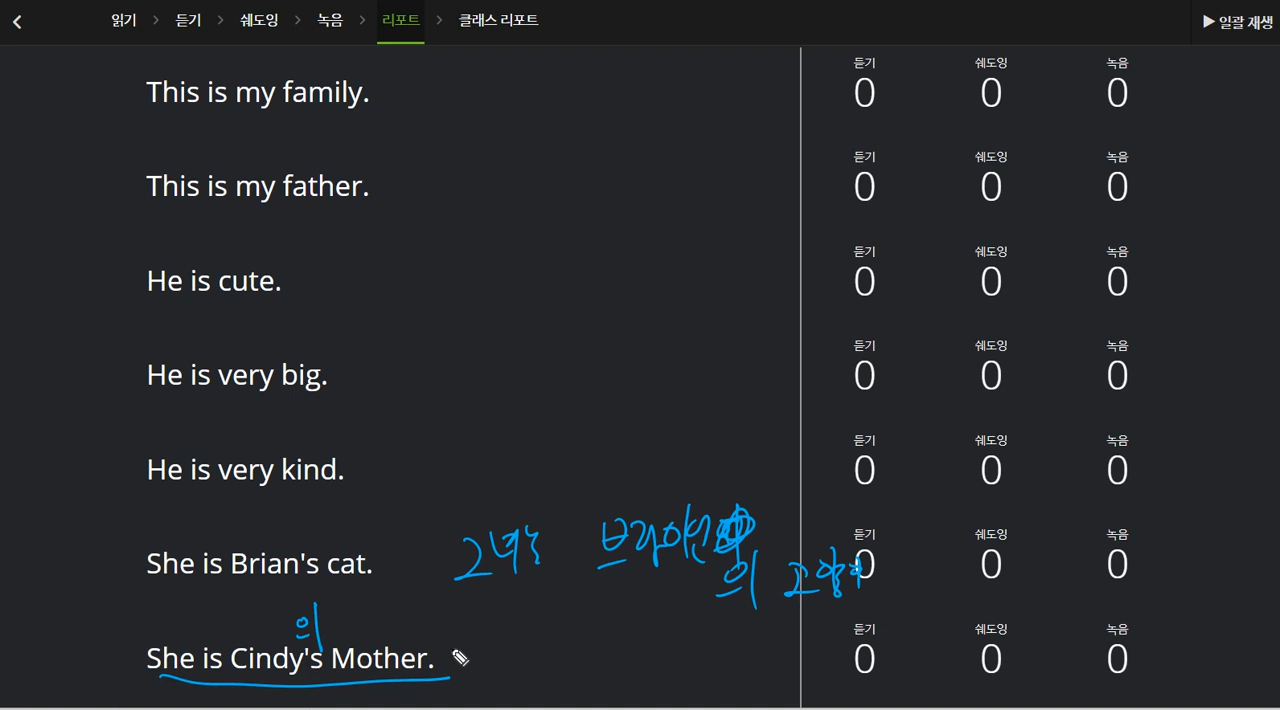 읽기 > 듣기 > 쉐도잉 > 녹음 > 리포트 > 클래스 리포트 ▶ 일괄 재생
듣기 쉐도잉 녹음
This is my family. 0 0 0
듣기 쉐도잉 녹음
This is my father. 0 0 0
듣기 쉐도잉 녹음
He is cute. 0 0 0
듣기 쉐도잉 녹음
He is very big. 0 0 0
듣기 쉐도잉 녹음
He is very kind. 0 0 0
듣기 쉐도잉 녹음
She is Brian's cat. 0 0 0
그녀는 브라이언 의 고양이
의
듣기 쉐도잉 녹음
She is Cindy's Mother. 0 0 0